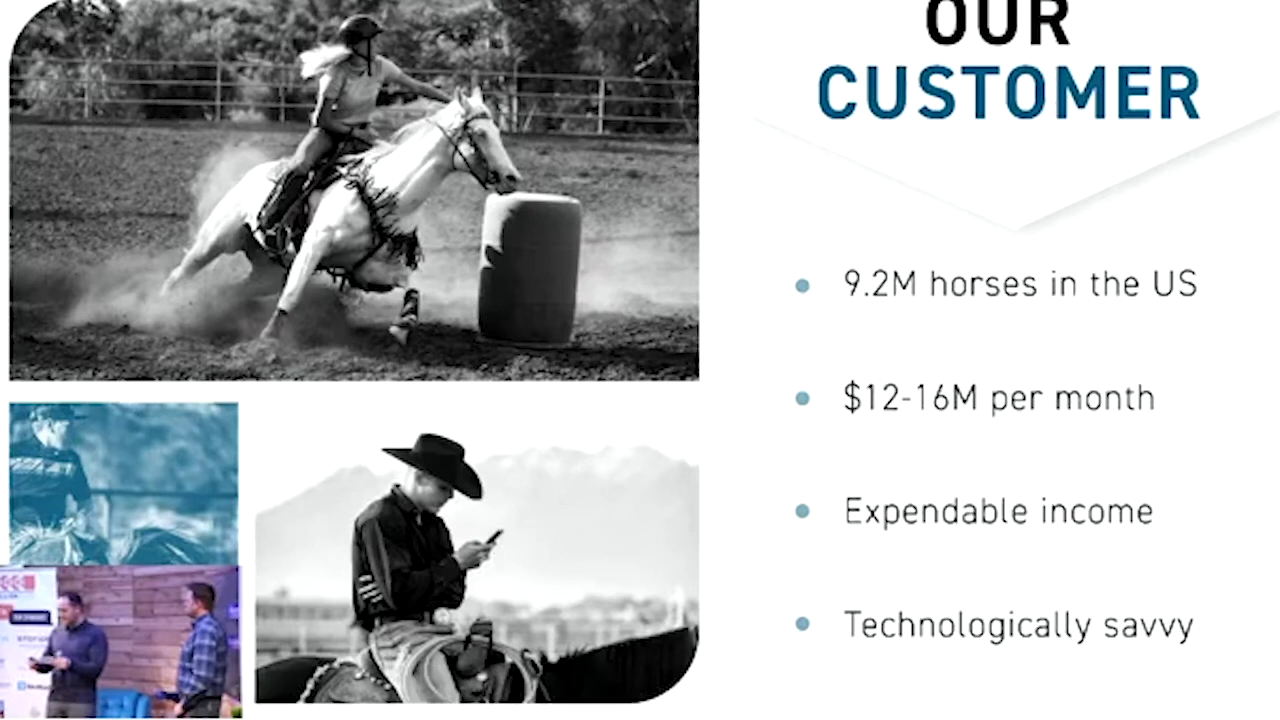 OUR
CUSTOMER
9.2M horses in the US
$12-16M per month
Expendable income
Technologically savvy